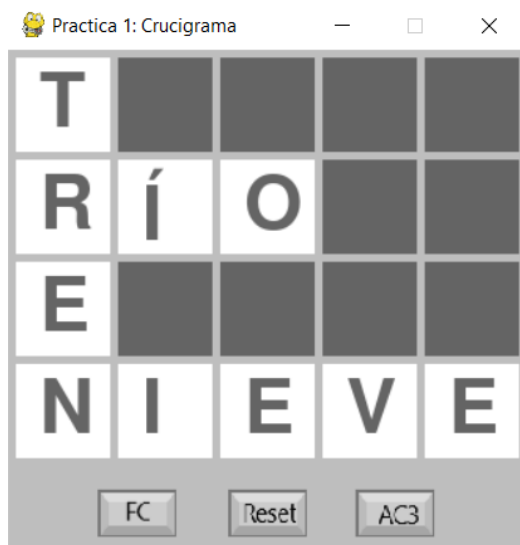 Practica 1: Crucigrama
T
R Í O
E
N I E V E
FC Reset AC3